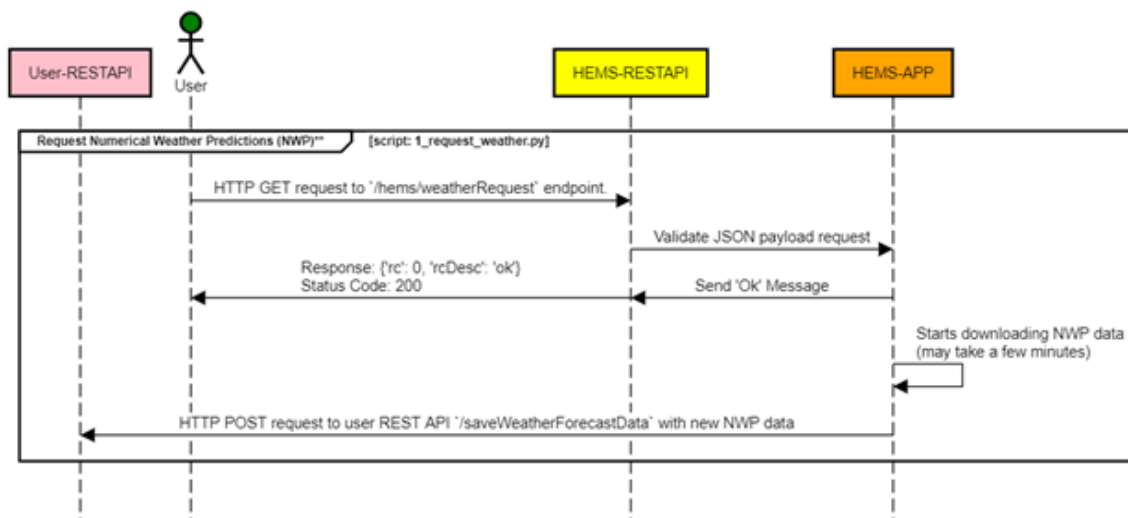 User-RESTAPI
User
HEMS-RESTAPI
HEMS-APP
Request Numerical Weather Predictions (NWP)**
[script: 1_request_weather.py]
HTTP GET request to `/hems/weatherRequest` endpoint.
Validate JSON payload request
Response: {'rc': 0, 'rcDesc': 'ok'}
Status Code: 200
Send 'Ok' Message
Starts downloading NWP data
(may take a few minutes)
HTTP POST request to user REST API `/saveWeatherForecastData` with new NWP data